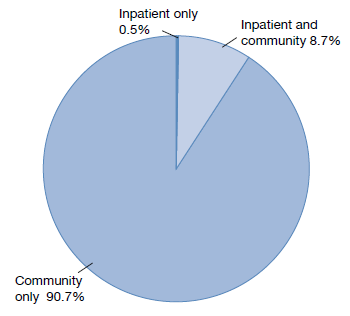 Inpatient only
0.5%
Inpatient and
community 8.7%
Community
only 90.7%